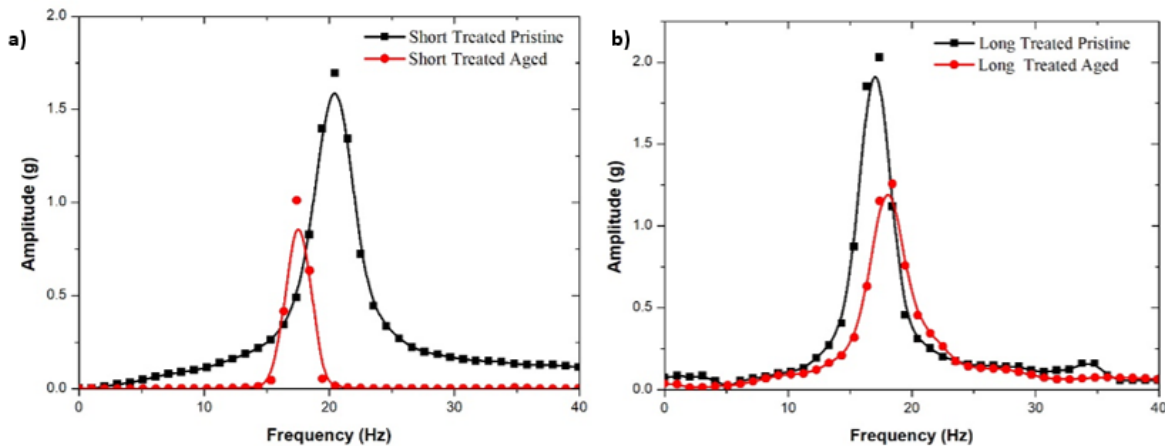 a)
2.0
1.5
1.0
0.5
0.0
Amplitude (g)
Short Treated Pristine
Short Treated Aged
0 10 20 30 40
Frequency (Hz)
b)
2.0
1.5
1.0
0.5
0.0
Amplitude (g)
Long Treated Pristine
Long Treated Aged
0 10 20 30 40
Frequency (Hz)